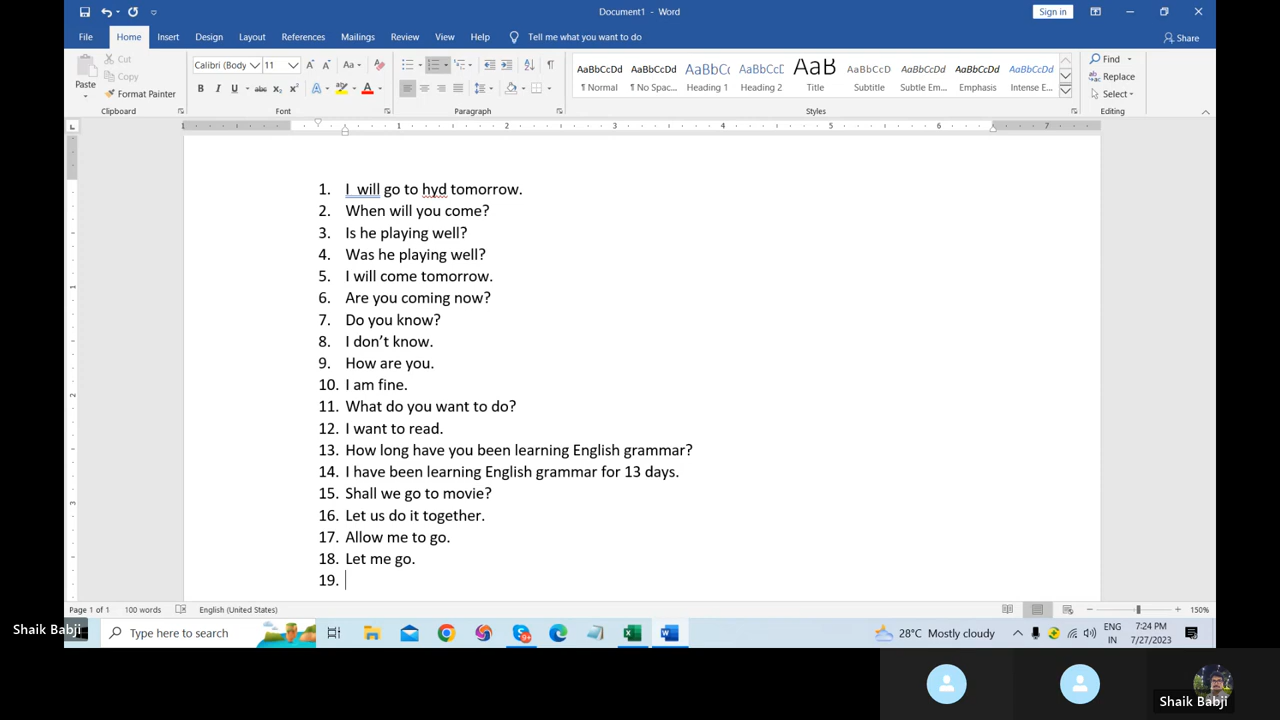 Document1 - Word
Sign in
File Home Insert Design Layout References Mailings Review View Help Tell me what you want to do
Share
Paste
Cut
Copy
Format Painter
Clipboard
Calibri (Body 11
Font
Paragraph
AaBbCcDd AaBbCcDd AaBbCc AaBbCcE AaB AaBbCcD AaBbCcDd AaBbCcDd AaBbCcDd
¶ Normal ¶ No Spac... Heading 1 Heading 2 Title Subtitle Subtle Em... Emphasis Intense E...
Styles
Find
Replace
Select
Editing
1 1 2 3 4 5 6 7
1. I  will go to hyd tomorrow.
2. When will you come?
3. Is he playing well?
4. Was he playing well?
5. I will come tomorrow.
6. Are you coming now?
7. Do you know?
8. I don’t know.
9. How are you.
10. I am fine.
11. What do you want to do?
12. I want to read.
13. How long have you been learning English grammar?
14. I have been learning English grammar for 13 days.
15. Shall we go to movie?
16. Let us do it together.
17. Allow me to go.
18. Let me go.
19.
Page 1 of 1 100 words English (United States) 150%
Shaik Babji
Type here to search
28°C Mostly cloudy
ENG
IN
7:24 PM
7/27/2023
Shaik Babji